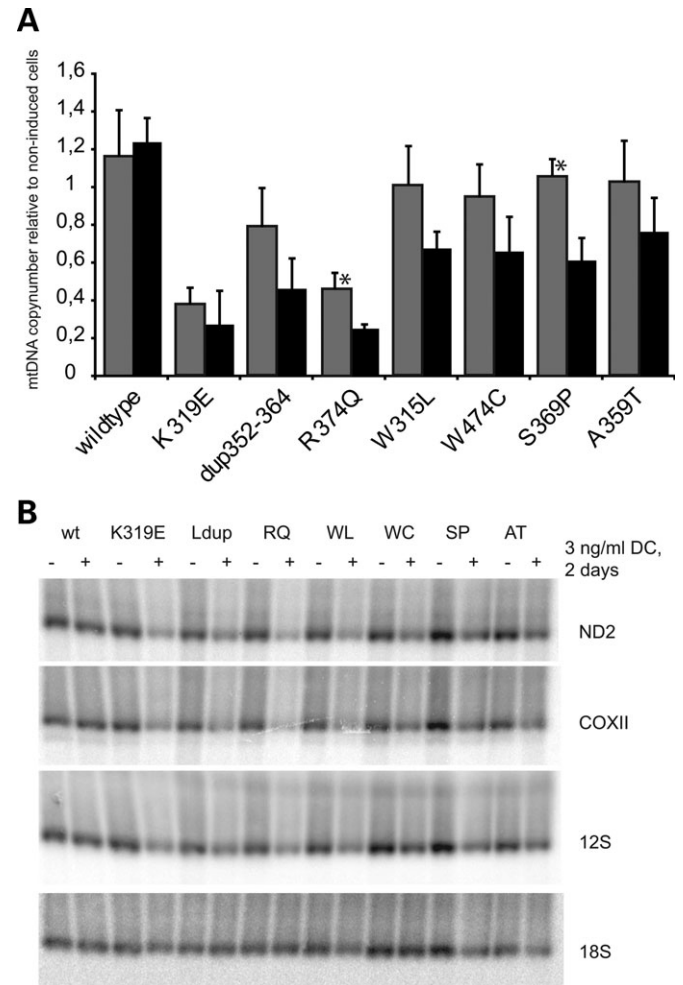 A
mtDNA copynumber relative to non-induced cells
1,6
1,4
1,2
1
0,8
0,6
0,4
0,2
0
*
*
wildtype
K319E
dup352-364
R374Q
W315L
W474C
S369P
A359T
B
wt K319E Ldup RQ WL WC SP AT
- + - + - + - + - + - + - + - + 3 ng/ml DC,
2 days
ND2
COXII
12S
18S